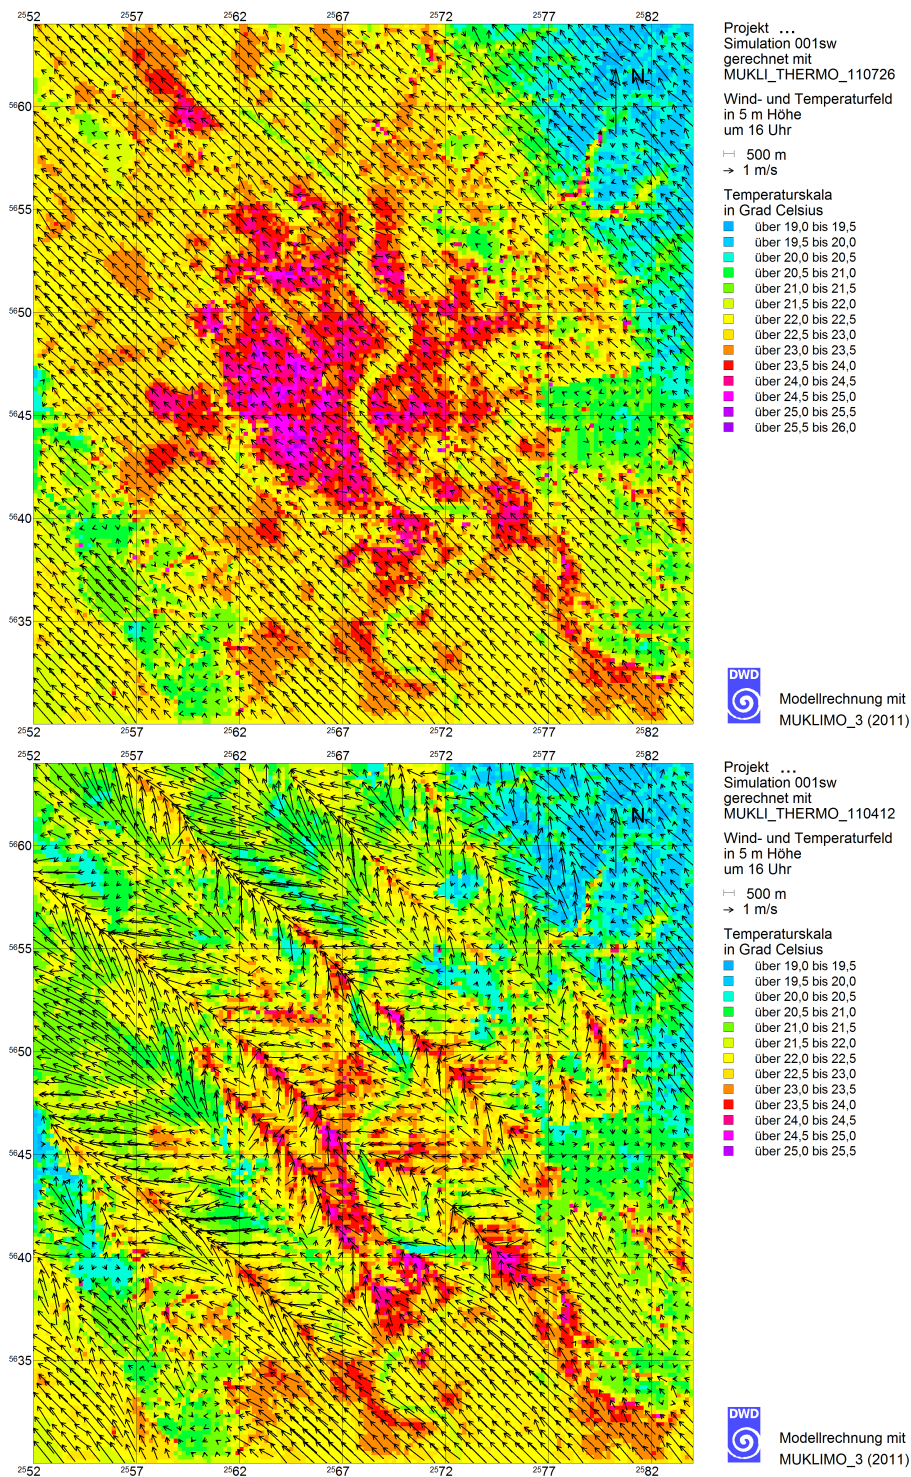 2552 2557 2562 2567 2572 2577 2582
Projekt ...
Simulation 001sw
gerechnet mit
MUKLI_THERMO_110726
N
Wind- und Temperaturfeld
in 5 m Höhe
um 16 Uhr
500 m
1 m/s
Temperaturskala
in Grad Celsius
über 19,0 bis 19,5
über 19,5 bis 20,0
über 20,0 bis 20,5
über 20,5 bis 21,0
über 21,0 bis 21,5
über 21,5 bis 22,0
über 22,0 bis 22,5
über 22,5 bis 23,0
über 23,0 bis 23,5
über 23,5 bis 24,0
über 24,0 bis 24,5
über 24,5 bis 25,0
über 25,0 bis 25,5
über 25,5 bis 26,0
5660
5655
5650
5645
5640
5635
DWD
Modellrechnung mit
MUKLIMO_3 (2011)
2552 2557 2562 2567 2572 2577 2582
2552 2557 2562 2567 2572 2577 2582
Projekt ...
Simulation 001sw
gerechnet mit
MUKLI_THERMO_110412
N
Wind- und Temperaturfeld
in 5 m Höhe
um 16 Uhr
500 m
1 m/s
Temperaturskala
in Grad Celsius
über 19,0 bis 19,5
über 19,5 bis 20,0
über 20,0 bis 20,5
über 20,5 bis 21,0
über 21,0 bis 21,5
über 21,5 bis 22,0
über 22,0 bis 22,5
über 22,5 bis 23,0
über 23,0 bis 23,5
über 23,5 bis 24,0
über 24,0 bis 24,5
über 24,5 bis 25,0
über 25,0 bis 25,5
5660
5655
5650
5645
5640
5635
DWD
Modellrechnung mit
MUKLIMO_3 (2011)
2552 2557 2562 2567 2572 2577 2582